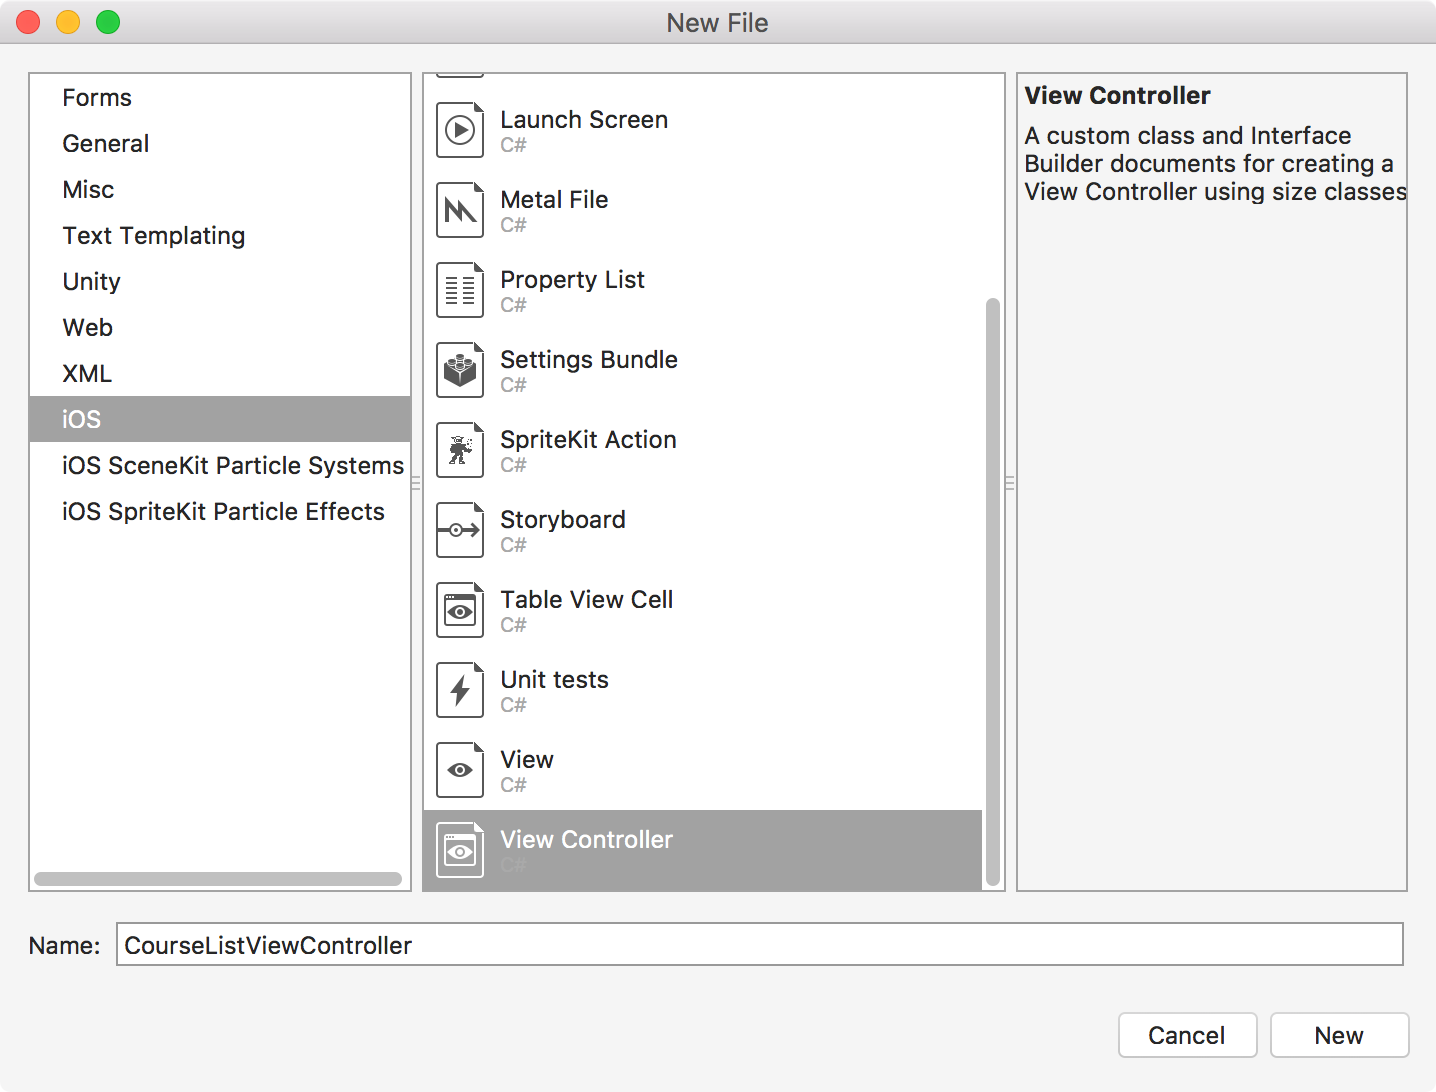 New File
Forms
General
Misc
Text Templating
Unity
Web
XML
iOS
iOS SceneKit Particle Systems
iOS SpriteKit Particle Effects
Launch Screen
C#
Metal File
C#
Property List
C#
Settings Bundle
C#
SpriteKit Action
C#
Storyboard
C#
Table View Cell
C#
Unit tests
C#
View
C#
View Controller
C#
View Controller
A custom class and Interface
Builder documents for creating a
View Controller using size classes
Name: CourseListViewController
Cancel New